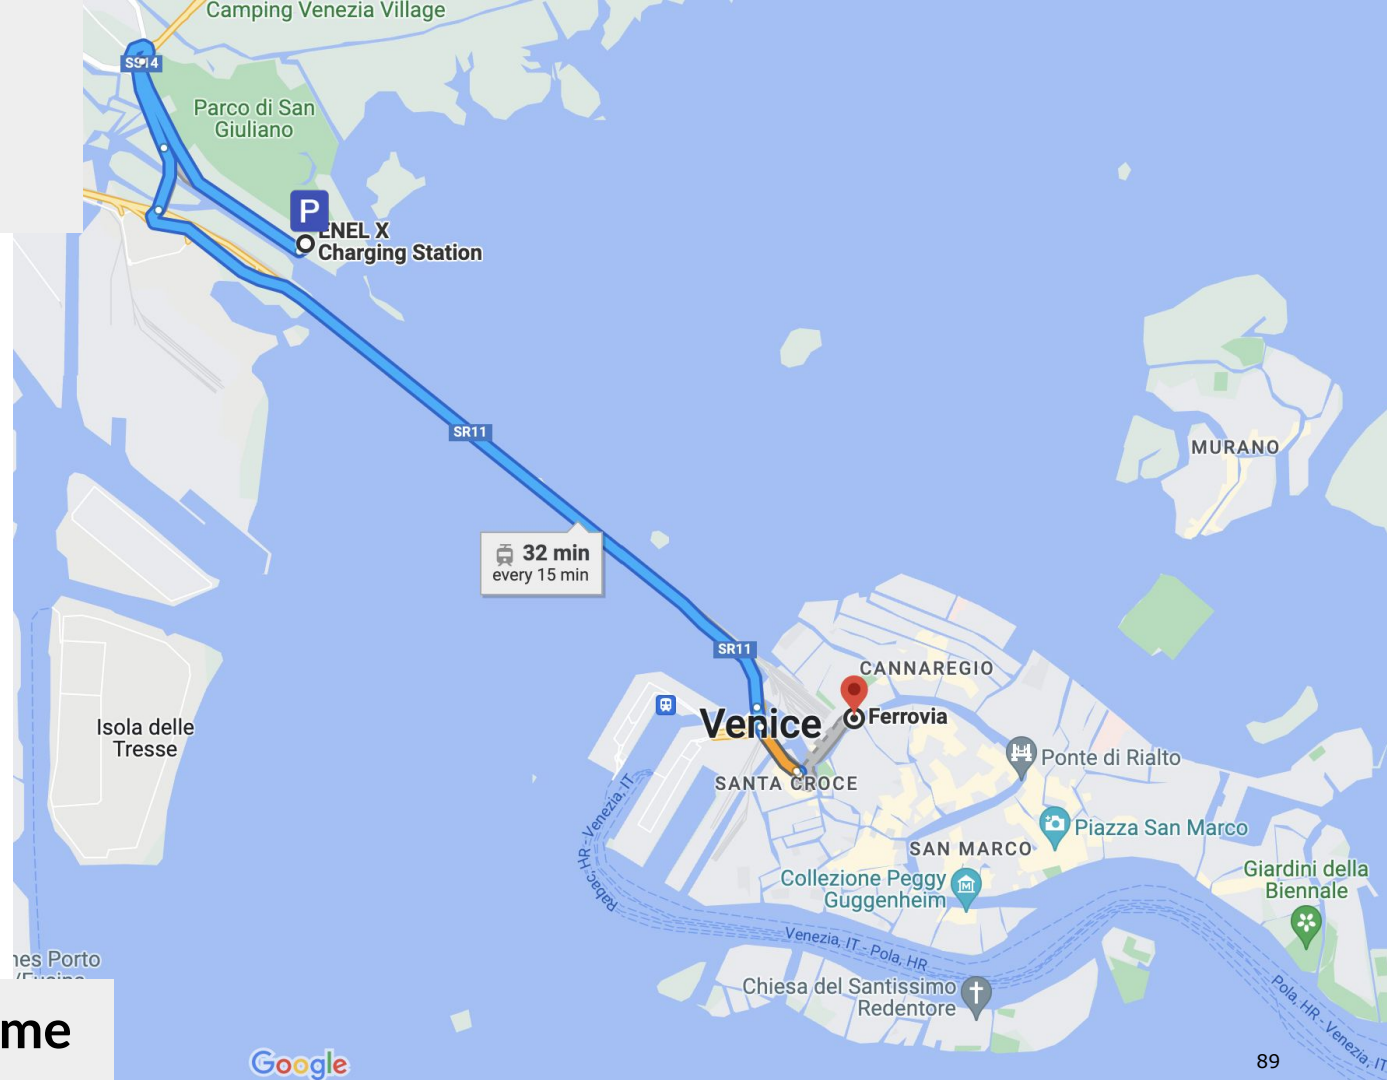 Camping Venezia Village
SS14
Parco di San
Giuliano
P
ENEL X
Charging Station
MURANO
SR11
32 min
every 15 min
SR11
CANNAREGIO
Venice
Ferrovia
Isola delle
Tresse
Ponte di Rialto
SANTA CROCE
Piazza San Marco
SAN MARCO
Rabac, HR - Venezia, IT
Collezione Peggy
Guggenheim
Giardini della
Biennale
Venezia, IT - Pola, HR
nes Porto
Chiesa del Santissimo
Redentore
Pola, HR - Venezia, IT
me
Google
89